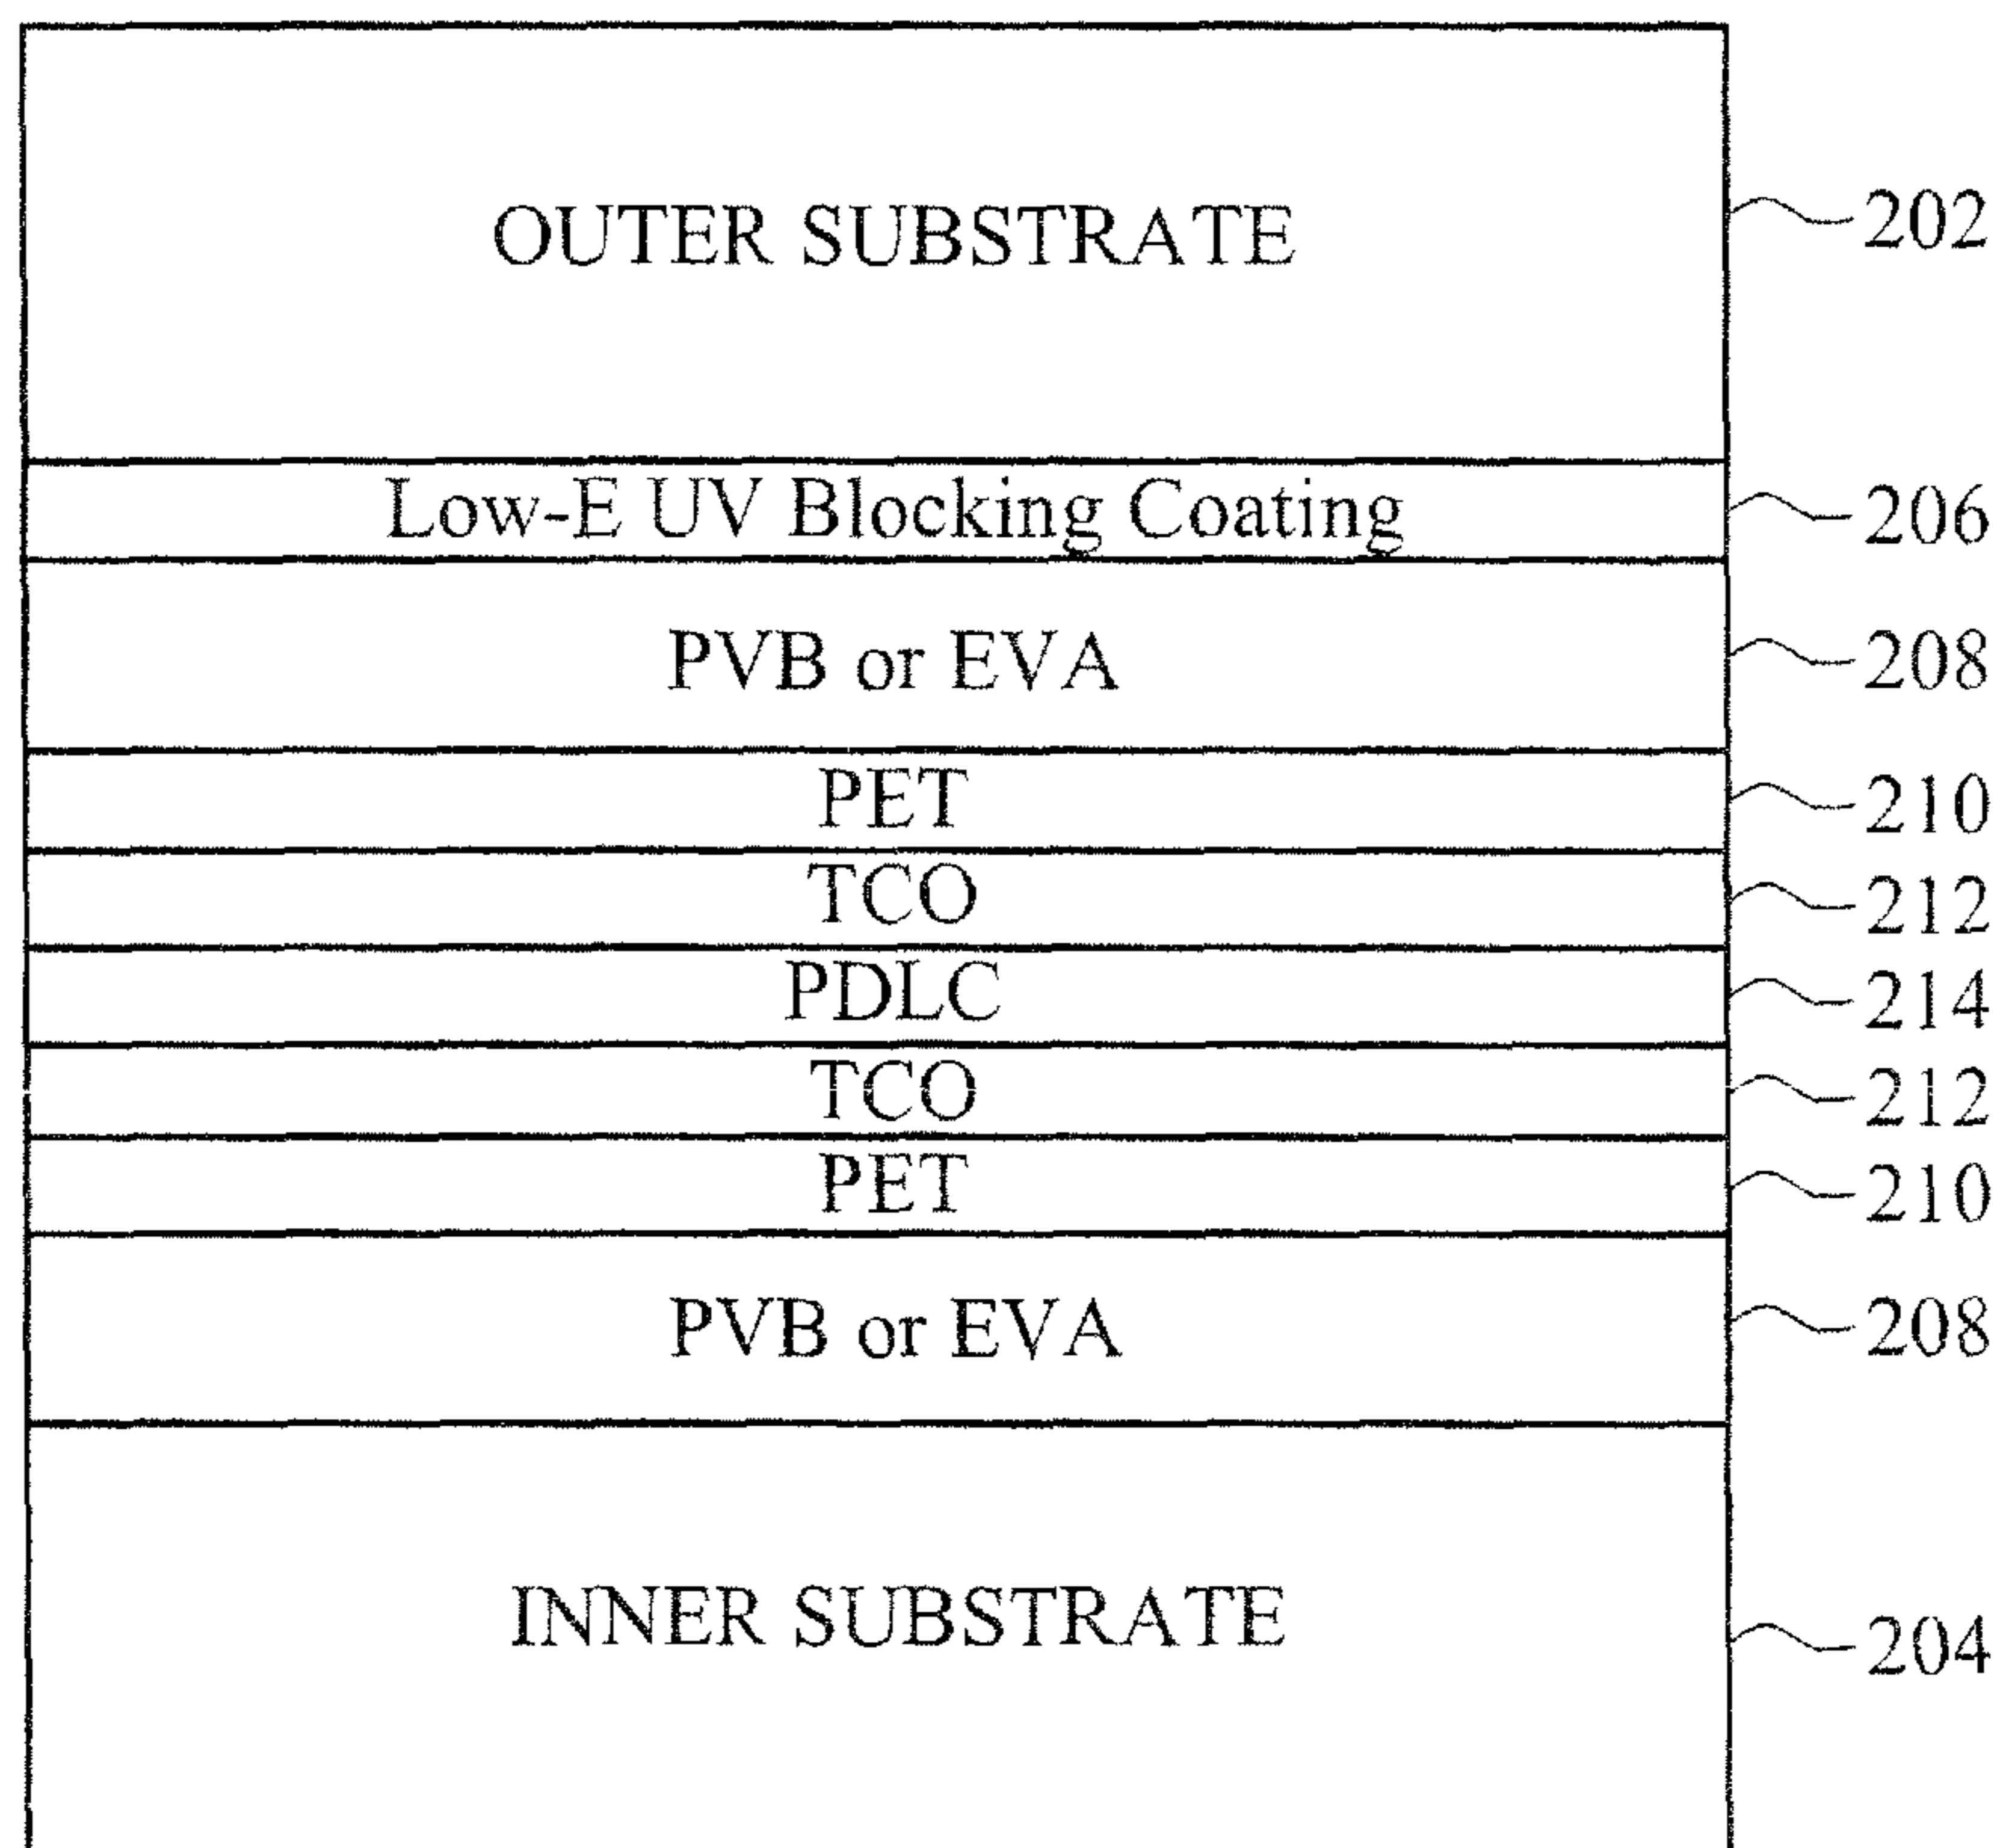 OUTER SUBSTRATE 202
Low-E UV Blocking Coating 206
PVB or EVA 208
PET 210
TCO 212
PDLC 214
TCO 212
PET 210
PVB or EVA 208
INNER SUBSTRATE 204